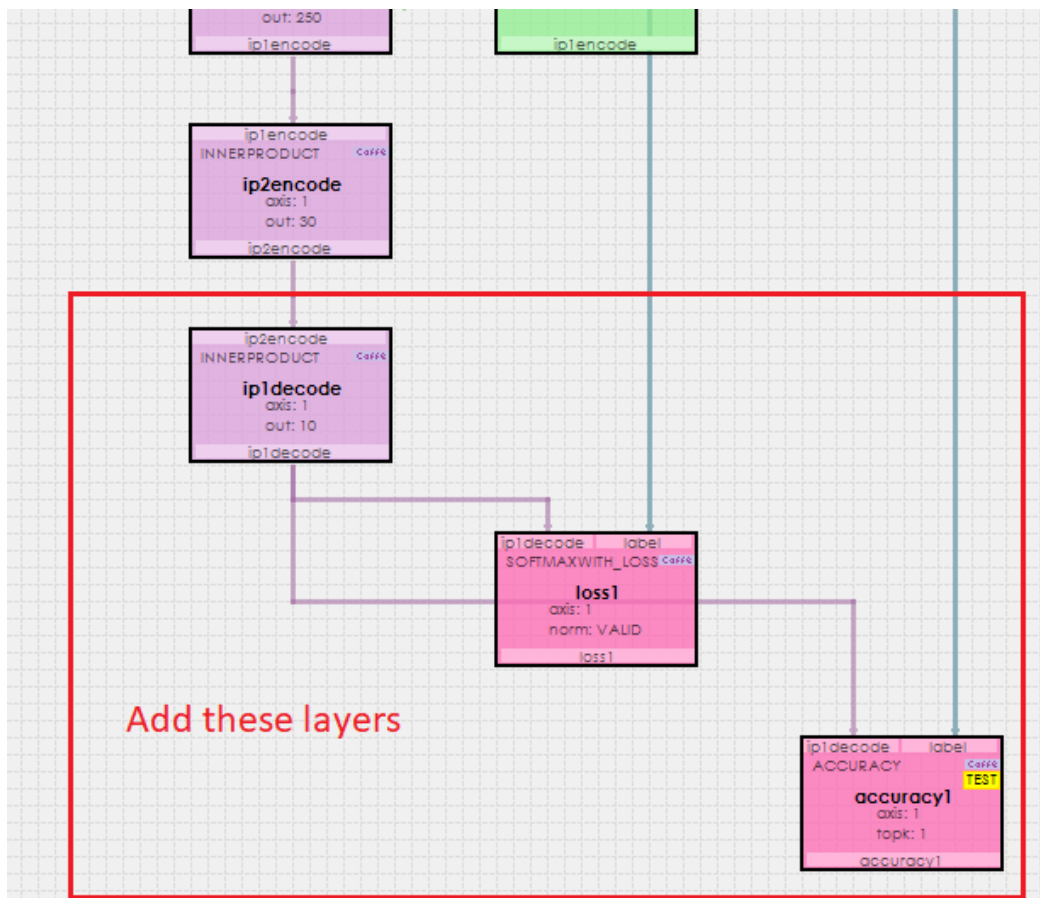 out: 250
ip1encode
ip1encode
ip1encode
INNERPRODUCT Caffe
ip2encode
axis: 1
out: 30
ip2encode
ip2encode
INNERPRODUCT Caffe
ip1decode
axis: 1
out: 10
ip1decode
ip1decode label
SOFTMAXWITH_LOSS Caffe
loss1
axis: 1
norm: VALID
loss1
Add these layers
ip1decode label
ACCURACY Caffe
TEST
accuracy1
axis: 1
topk: 1
accuracy1